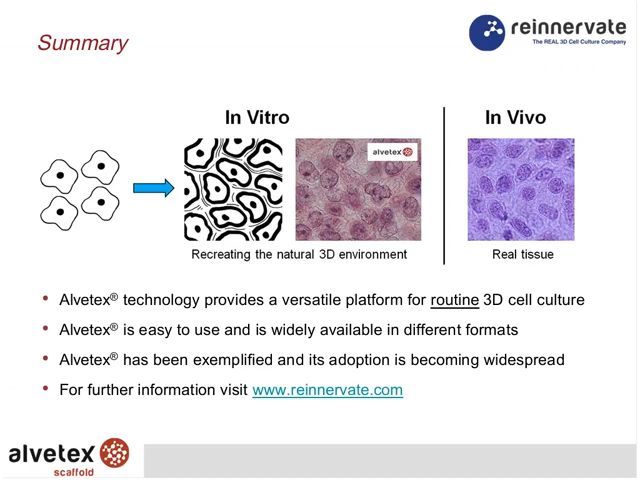 Summary
reinnervate
The REAL 3D Cell Culture Company
In Vitro
In Vivo
alvetex
Recreating the natural 3D environment
Real tissue
• Alvetex® technology provides a versatile platform for routine 3D cell culture
• Alvetex® is easy to use and is widely available in different formats
• Alvetex® has been exemplified and its adoption is becoming widespread
• For further information visit www.reinnervate.com
alvetex
scaffold